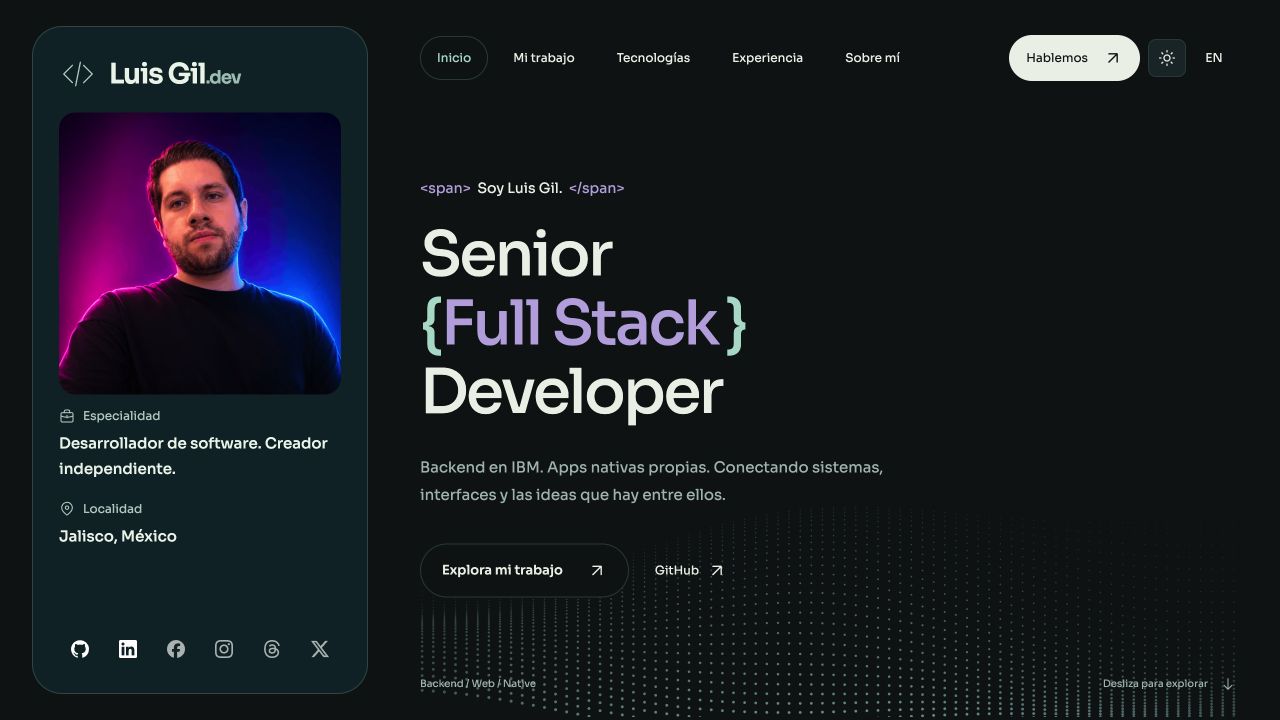 </> Luis Gil.dev
Especialidad
Desarrollador de software. Creador
independiente.
Localidad
Jalisco, México
Inicio
Mi trabajo
Tecnologías
Experiencia
Sobre mí
Hablemos
EN
<span> Soy Luis Gil. </span>
Senior
{Full Stack}
Developer
Backend en IBM. Apps nativas propias. Conectando sistemas,
interfaces y las ideas que hay entre ellos.
Explora mi trabajo
GitHub
Backend / Web / Native
Desliza para explorar